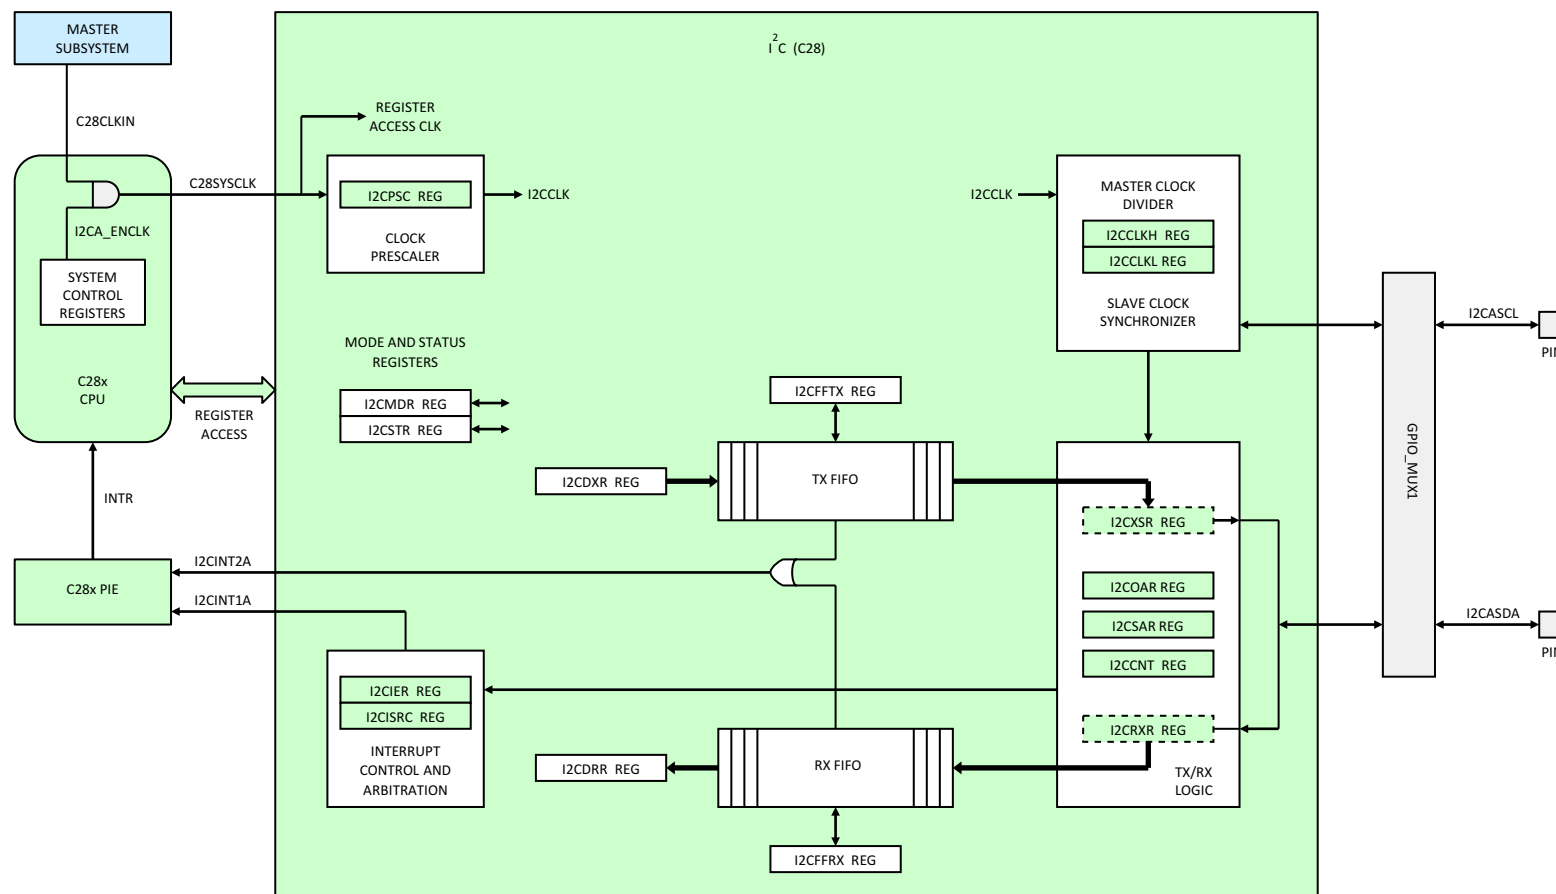 MASTER
SUBSYSTEM
I2C (C28)
C28CLKIN
REGISTER
ACCESS CLK
C28SYSCLK
I2CA_ENCLK
SYSTEM
CONTROL
REGISTERS
C28x
CPU
REGISTER
ACCESS
INTR
C28x PIE
I2CINT2A
I2CINT1A
I2CPSC REG
CLOCK
PRESCALER
I2CCLK
I2CCLK
MASTER CLOCK
DIVIDER
I2CCLKH REG
I2CCLKL REG
SLAVE CLOCK
SYNCHRONIZER
MODE AND STATUS
REGISTERS
I2CMDR REG
I2CSTR REG
I2CFFTX REG
I2CDXR REG
TX FIFO
I2CXSR REG
I2COAR REG
I2CSAR REG
I2CCNT REG
I2CRXR REG
TX/RX
LOGIC
I2CIER REG
I2CISRC REG
INTERRUPT
CONTROL AND
ARBITRATION
I2CDRR REG
RX FIFO
I2CFFRX REG
GPIO_MUX1
I2CASCL
I2CASDA